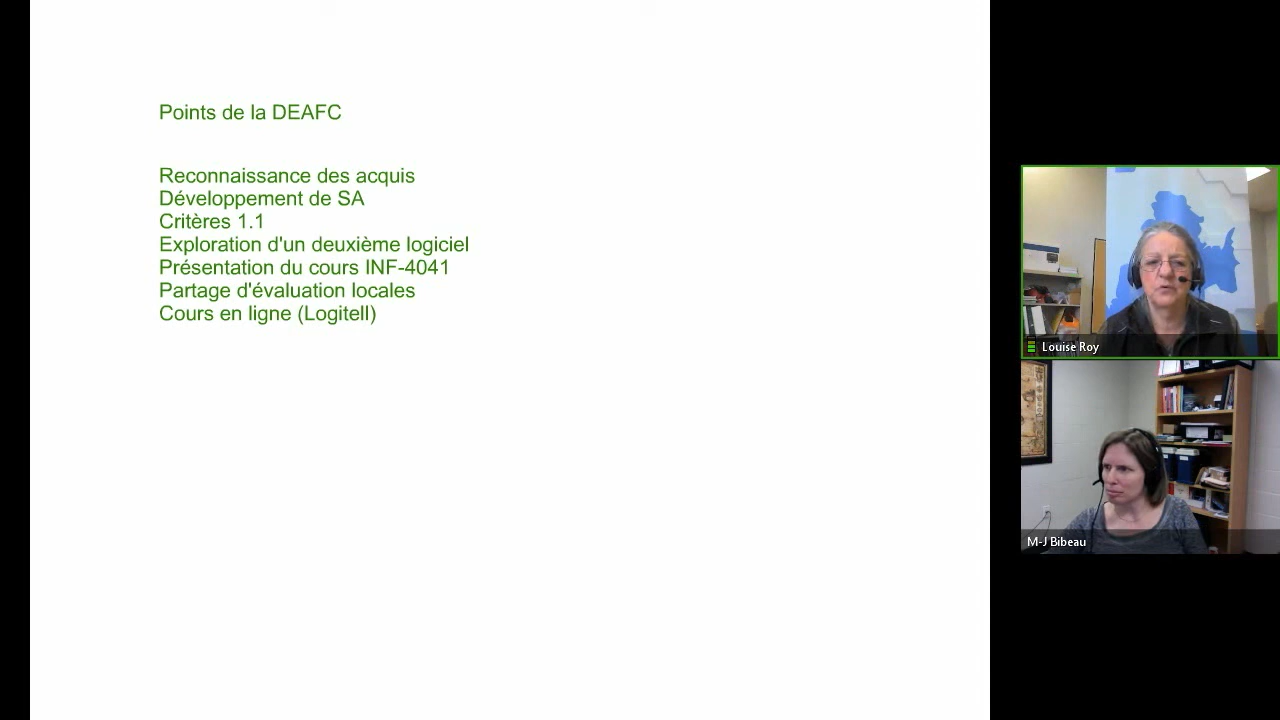 Points de la DEAFC
Reconnaissance des acquis
Développement de SA
Critères 1.1
Exploration d'un deuxième logiciel
Présentation du cours INF-4041
Partage d'évaluation locales
Cours en ligne (Logitell)
Louise Roy
M-J Bibeau